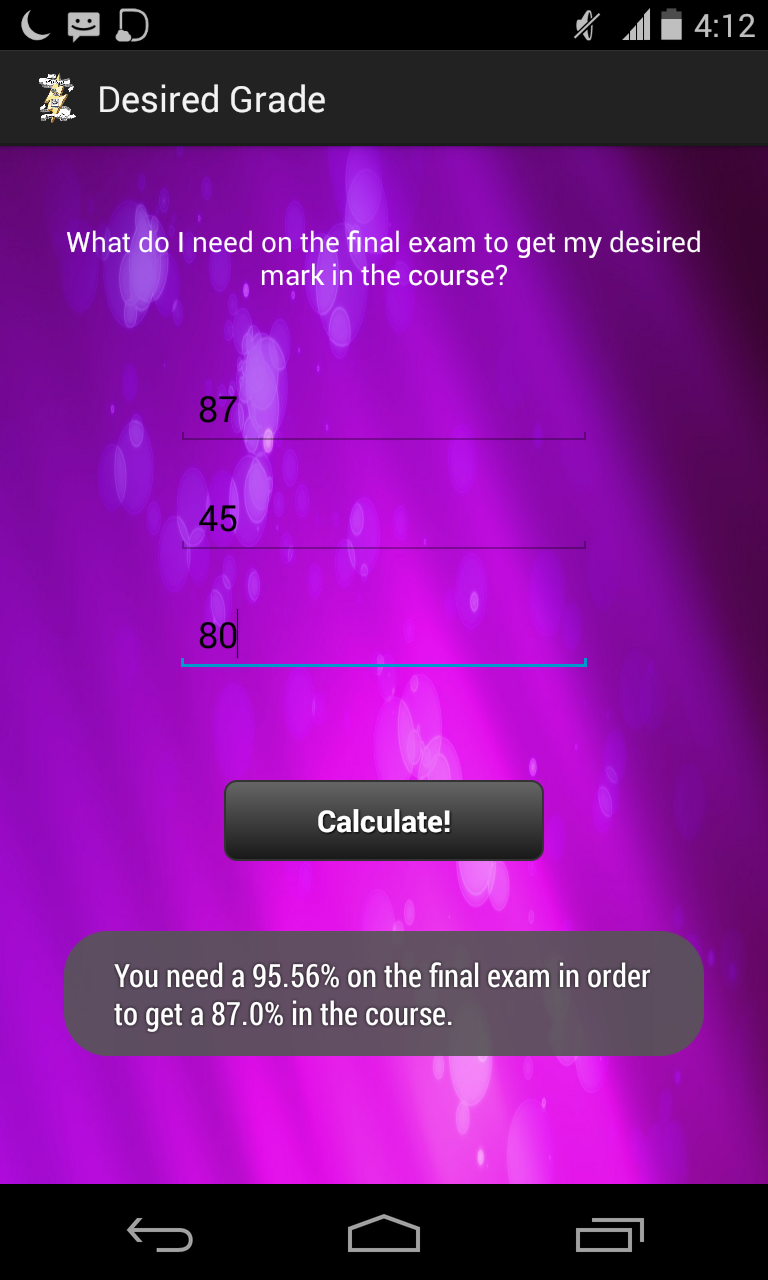 4:12
Desired Grade
What do I need on the final exam to get my desired
mark in the course?
87
45
80
Calculate!
You need a 95.56% on the final exam in order
to get a 87.0% in the course.